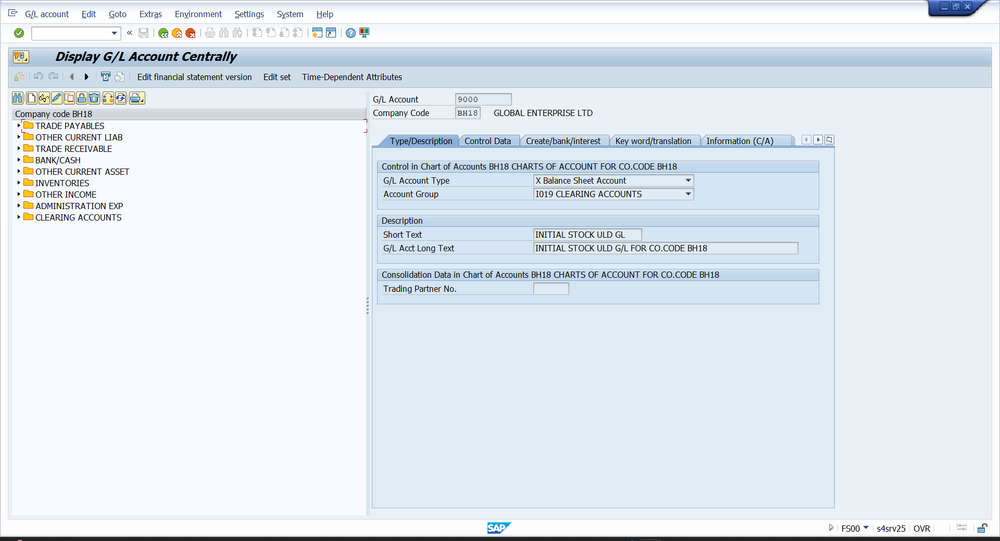 G/L account Edit Goto Extras Environment Settings System Help
Display G/L Account Centrally
Edit financial statement version Edit set Time-Dependent Attributes
Company code BH18
TRADE PAYABLES
OTHER CURRENT LIAB
TRADE RECEIVABLE
BANK/CASH
OTHER CURRENT ASSET
INVENTORIES
OTHER INCOME
ADMINISTRATION EXP
CLEARING ACCOUNTS
G/L Account 9000
Company Code BH18 GLOBAL ENTERPRISE LTD
Type/Description Control Data Create/bank/interest Key word/translation Information (C/A)
Control in Chart of Accounts BH18 CHARTS OF ACCOUNT FOR CO.CODE BH18
G/L Account Type X Balance Sheet Account
Account Group I019 CLEARING ACCOUNTS
Description
Short Text INITIAL STOCK ULD GL
G/L Acct Long Text INITIAL STOCK ULD G/L FOR CO.CODE BH18
Consolidation Data in Chart of Accounts BH18 CHARTS OF ACCOUNT FOR CO.CODE BH18
Trading Partner No.
SAP FS00 s4srv25 OVR